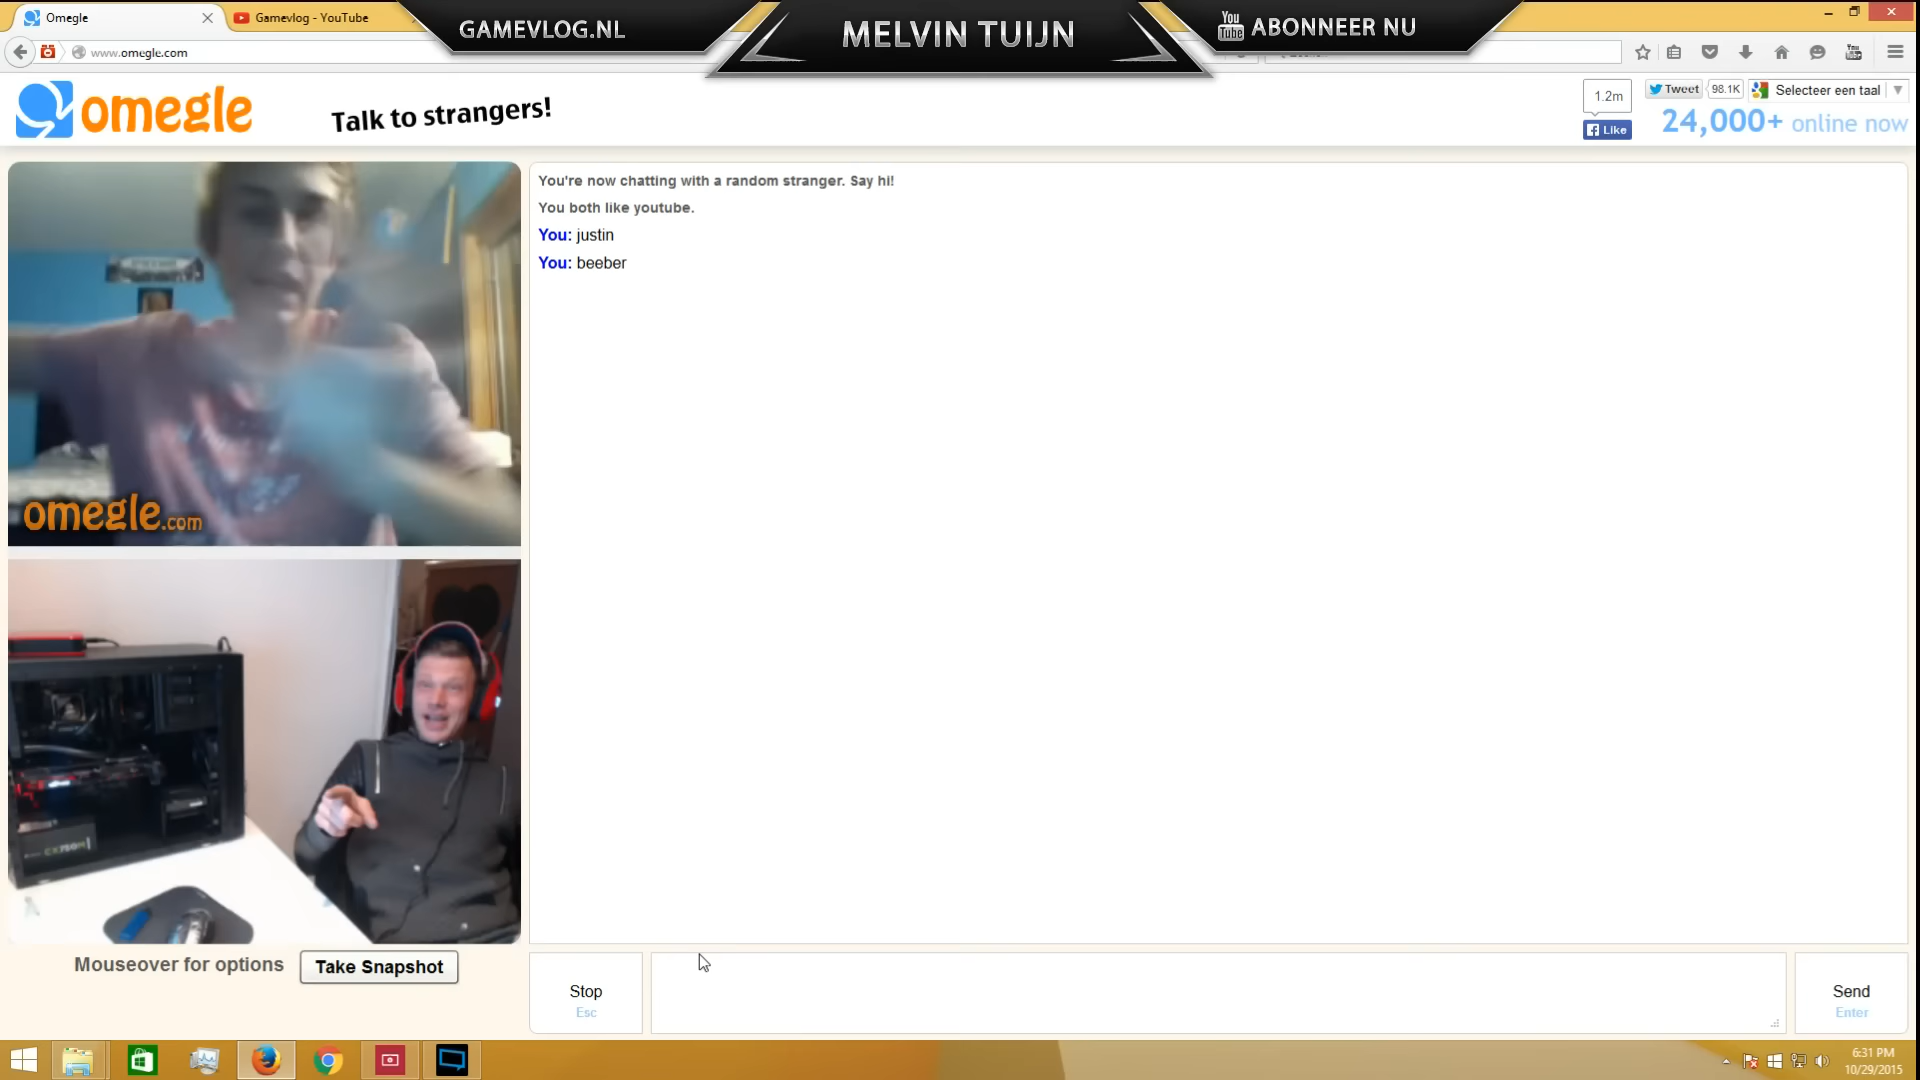 Omegle
Gamevlog - YouTube
GAMEVLOG.NL
MELVIN TUIJN
You Tube ABONNEER NU
www.omegle.com
omegle
Talk to strangers!
1.2m
Like
Tweet
98.1K
Selecteer een taal
24,000+ online now
You're now chatting with a random stranger. Say hi!
You both like youtube.
You: justin
You: beeber
omegle.com
CX750M
Mouseover for options
Take Snapshot
Stop
Esc
Send
Enter
6:31 PM
10/29/2015